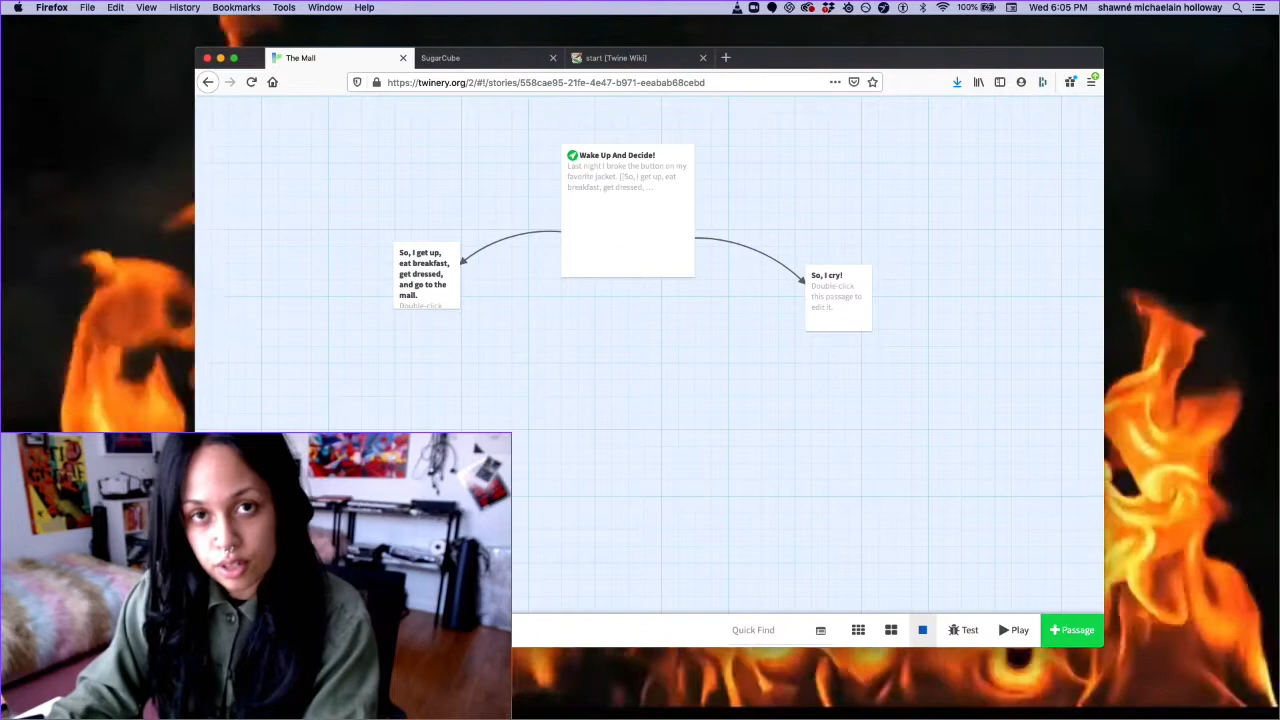 Firefox File Edit View History Bookmarks Tools Window Help 100% Wed 6:05 PM shawné michaelain holloway
The Mall SugarCube start [Twine Wiki]
https://twinery.org/2/#!/stories/558cae95-21fe-4e47-b971-eeabab68cebd
Wake Up And Decide!
Last night I broke the button on my
favorite jacket. [[So, I get up, eat
breakfast, get dressed, ...
So, I get up,
eat breakfast,
get dressed,
and go to the
mall.
Double-click
So, I cry!
Double-click
this passage to
edit it.
Quick Find Test Play Passage